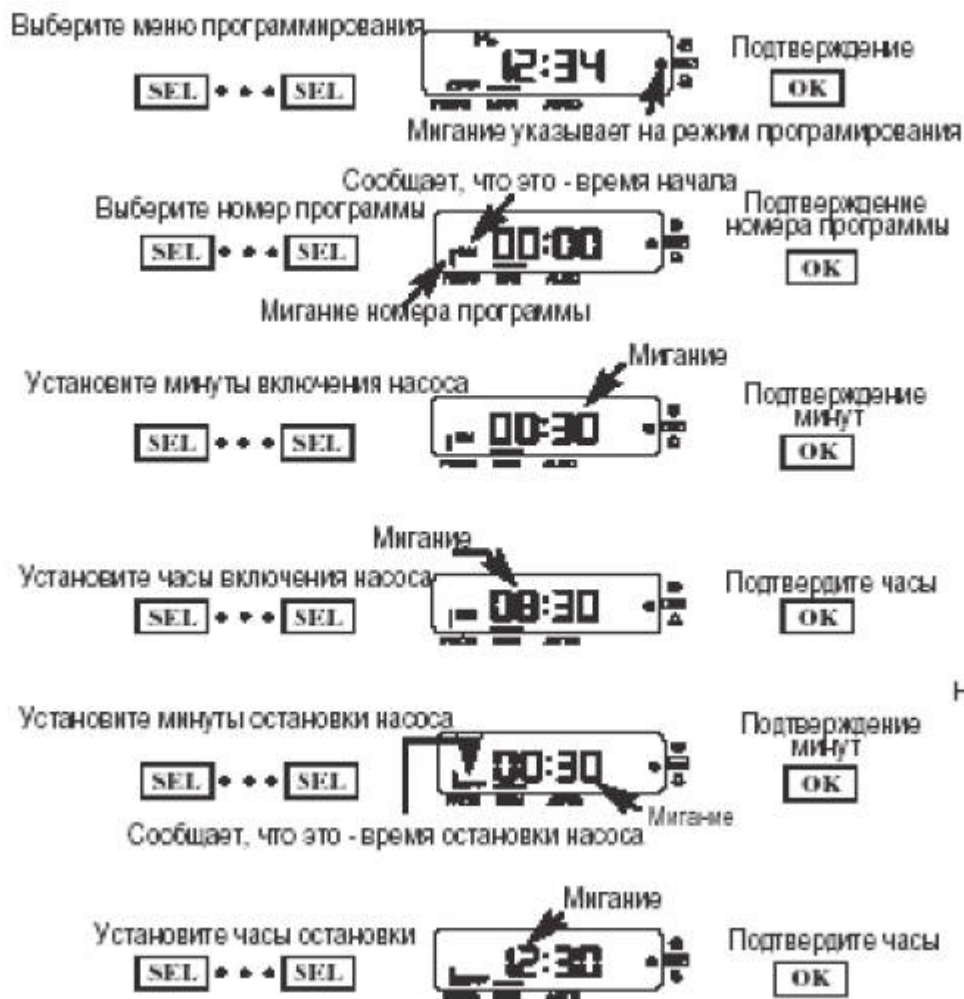 Выберите меню программирования
12:34
Подтверждение
SEL • • • SEL
OK
Мигание указывает на режим програмирования
Сообщает, что это - время начала
Выберите номер программы
00:00
Подтверждение
номера программы
SEL • • • SEL
OK
Мигание номера программы
Мигание
Установите минуты включения насоса
00:30
Подтверждение
минут
SEL • • • SEL
OK
Мигание
Установите часы включения насоса
08:30
Подтвердите часы
SEL • • • SEL
OK
Установите минуты остановки насоса
00:30
Подтверждение
минут
SEL • • • SEL
OK
Мигание
Сообщает, что это - время остановки насоса
Мигание
Установите часы остановки
12:30
Подтвердите часы
SEL • • • SEL
OK